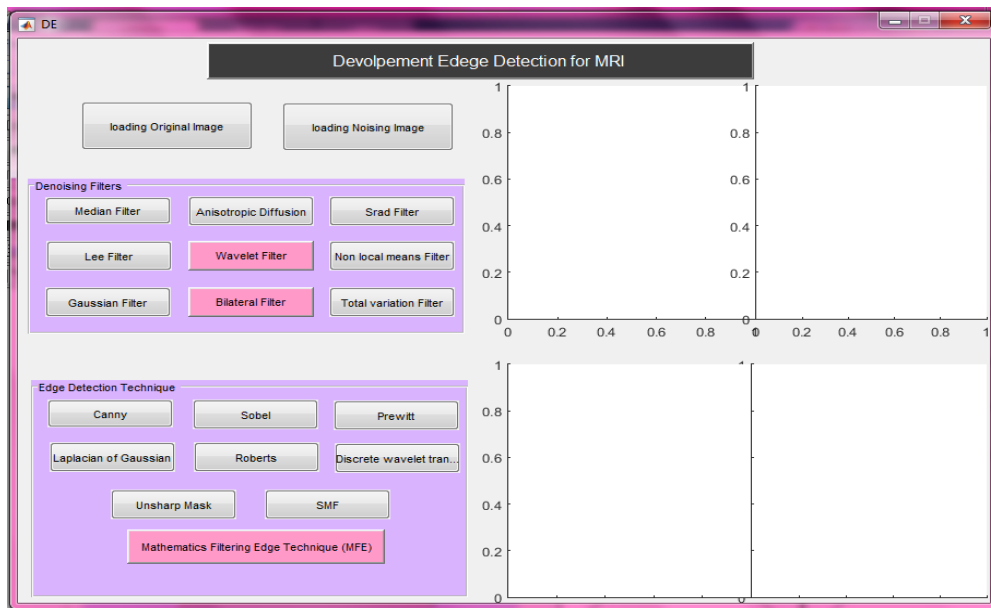 DE
Devolpement Edege Detection for MRI
loading Original Image
loading Noising Image
Denoising Filters
Median Filter
Anisotropic Diffusion
Srad Filter
Lee Filter
Wavelet Filter
Non local means Filter
Gaussian Filter
Bilateral Filter
Total variation Filter
Edge Detection Technique
Canny
Sobel
Prewitt
Laplacian of Gaussian
Roberts
Discrete wavelet tran...
Unsharp Mask
SMF
Mathematics Filtering Edge Technique (MFE)
1
0.8
0.6
0.4
0.2
0
0 0.2 0.4 0.6 0.8
1
0.8
0.6
0.4
0.2
0
0 0.2 0.4 0.6 0.8 1
1
0.8
0.6
0.4
0.2
0